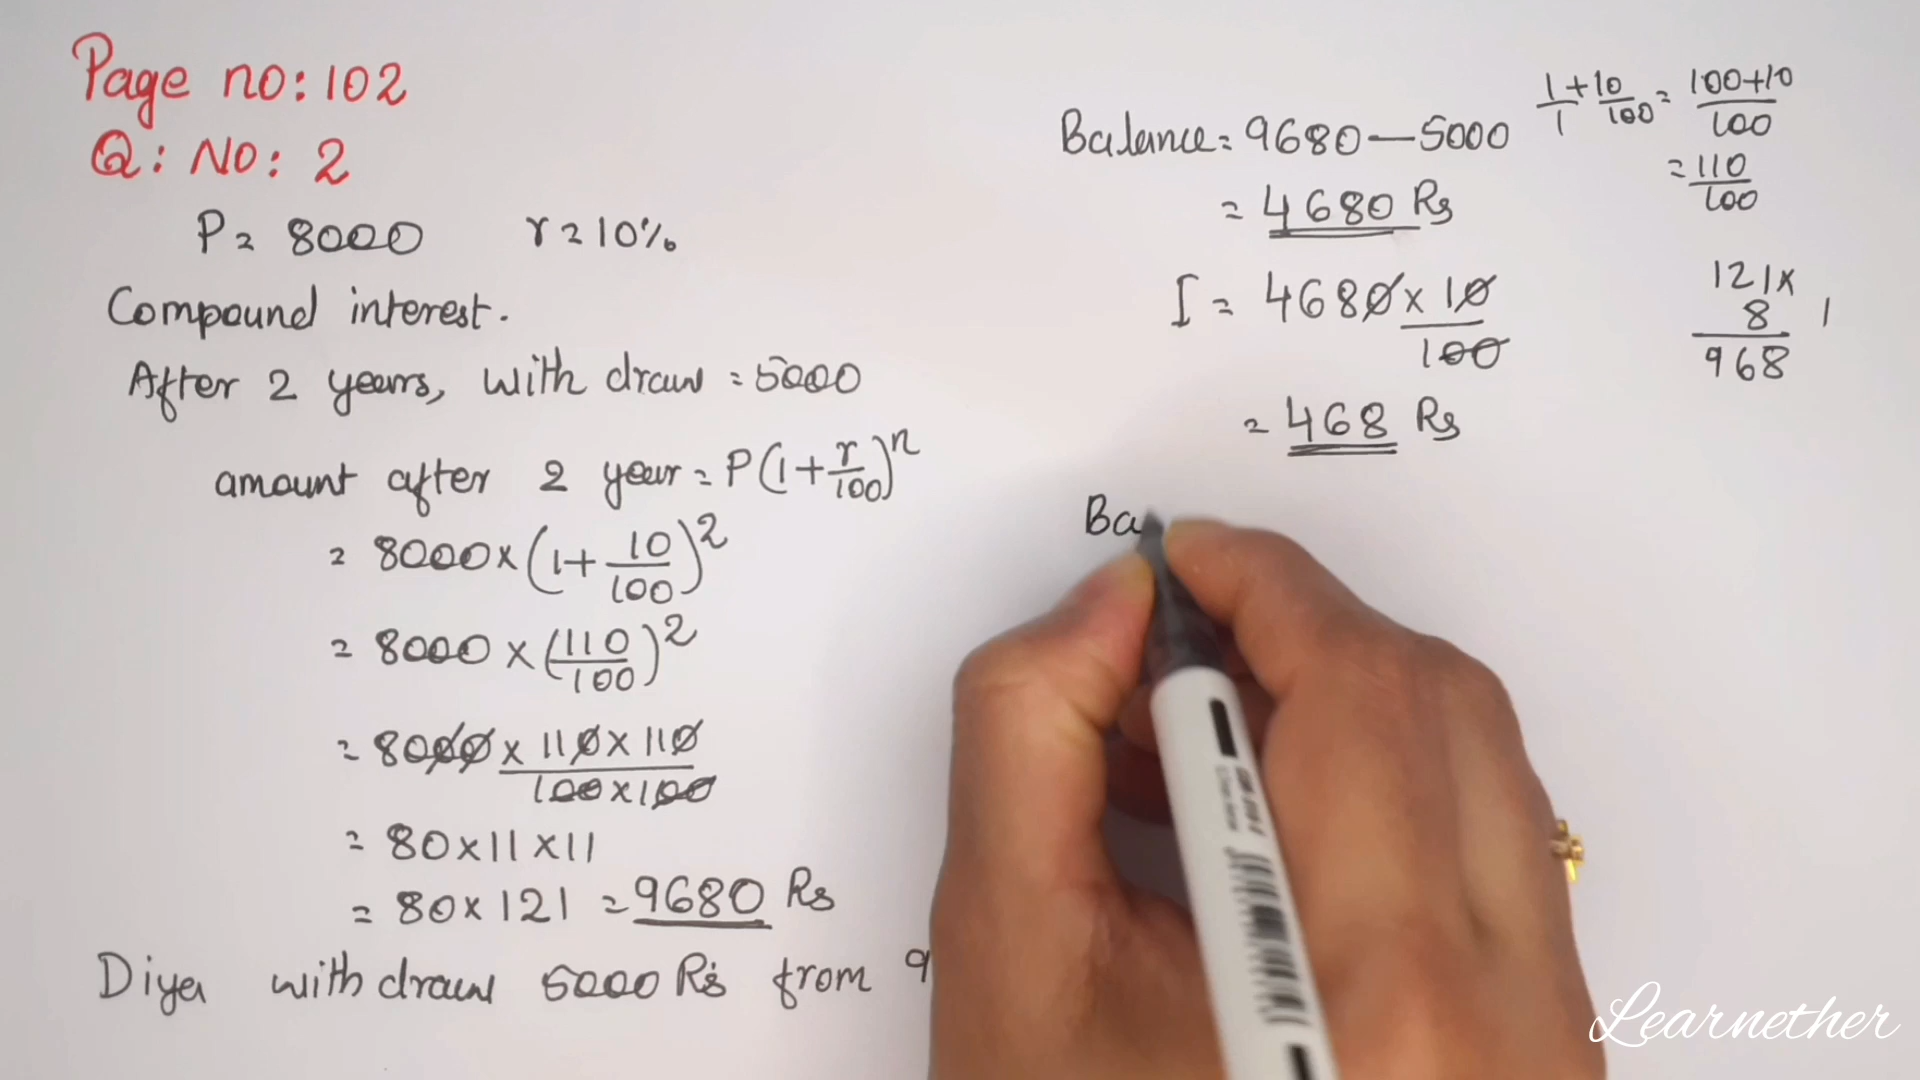 Page no: 102
Q: No: 2
P = 8000 r = 10%
Compound interest.
After 2 years, with draw = 5000
amount after 2 year = P(1+r/100)^n
= 8000 x (1+10/100)^2
= 8000 x (110/100)^2
= 8000 x 110 x 110 / 100 x 100
= 80 x 11 x 11
= 80 x 121 = 9680 Rs
Diya with draw 5000 Rs from 9
Balance = 9680 - 5000
= 4680 Rs
I = 4680 x 10/100
= 468 Rs
Ba
1/1 + 10/100 = 100+10/100
= 110/100
121 x
8 1
968
Learnether